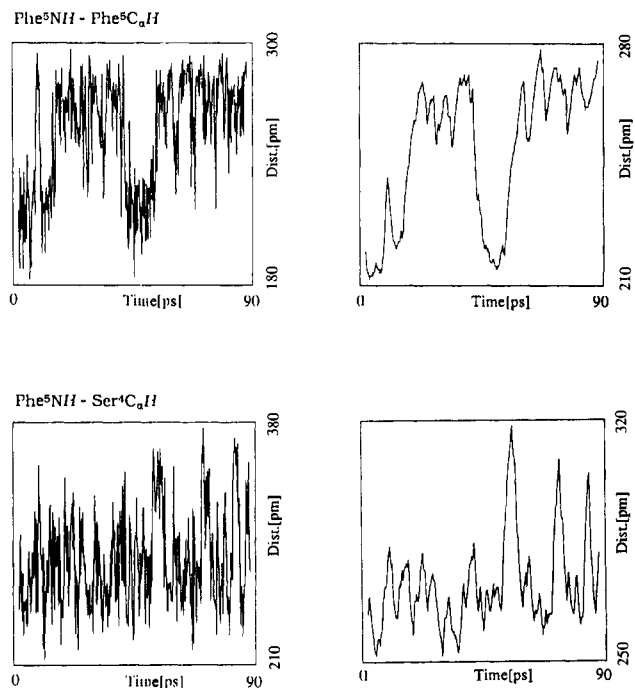 Phe⁵NH - Phe⁵CαH
300
Dist.[pm]
180
0 Time[ps] 90
280
Dist.[pm]
210
0 Time[ps] 90
Phe⁵NH - Ser⁴CαH
380
Dist.[pm]
210
0 Time[ps] 90
320
Dist.[pm]
250
0 Time[ps] 90